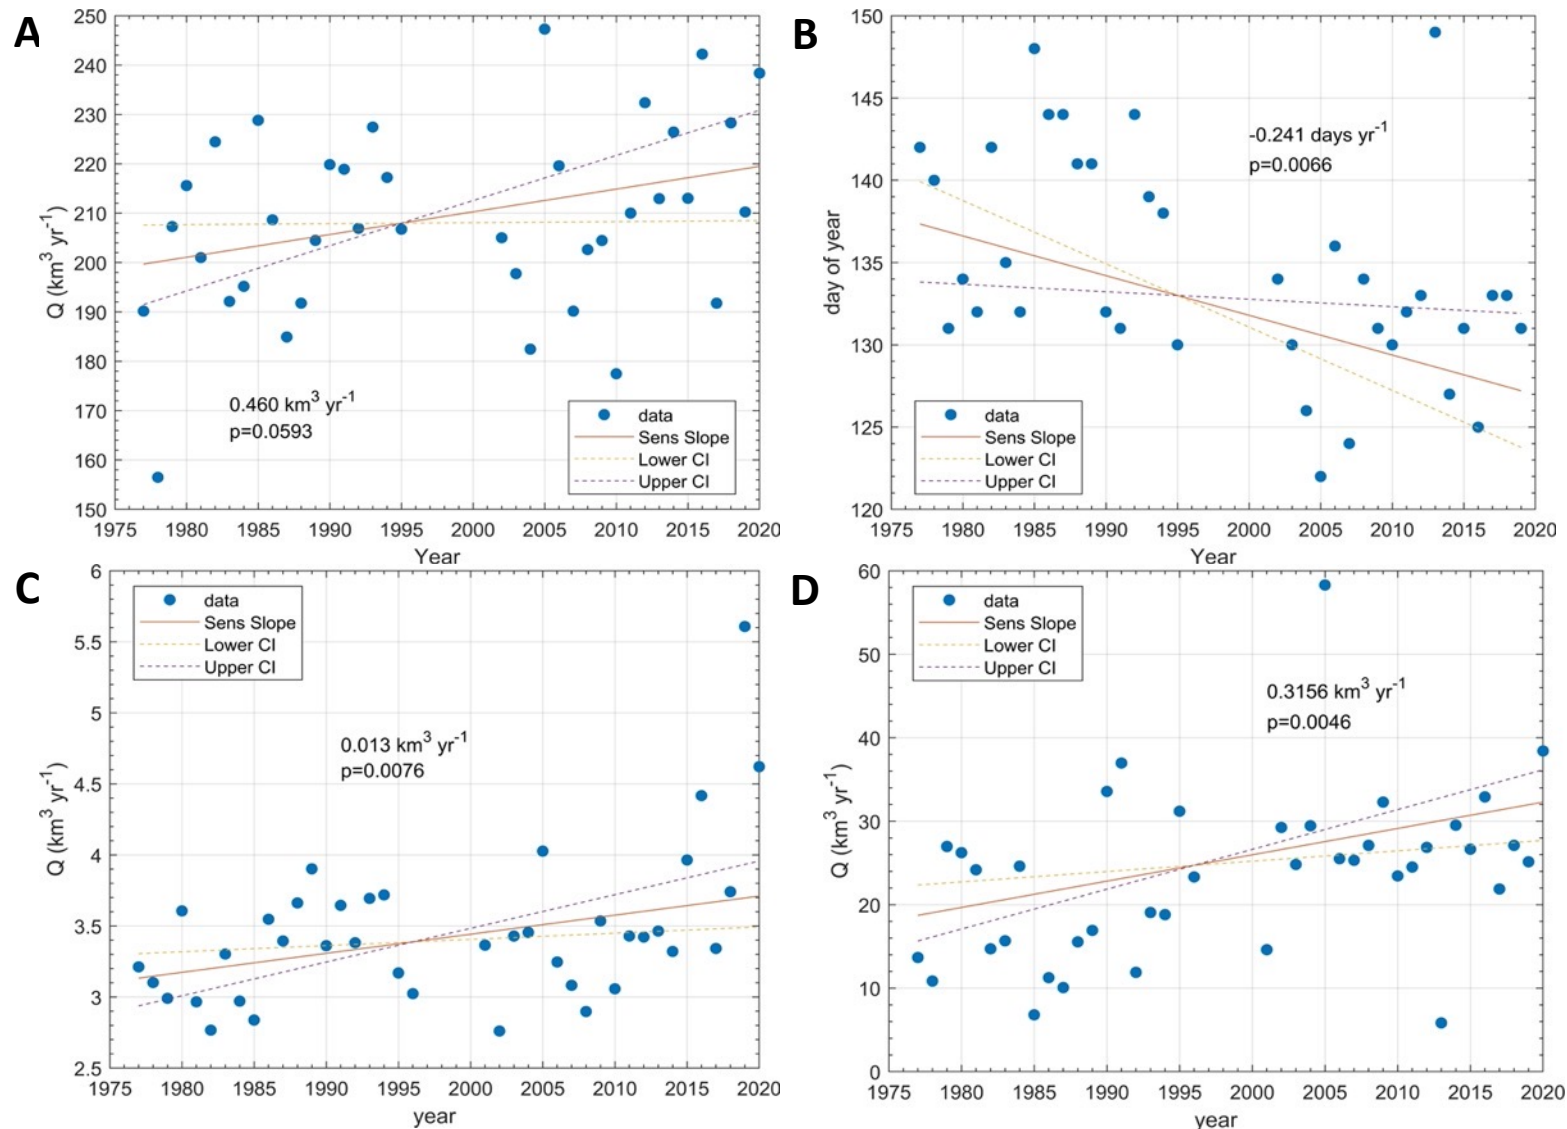 A
250
240
230
220
210
200
190
180
170
160
150
Q (km³ yr⁻¹)
0.460 km³ yr⁻¹
p=0.0593
data
Sens Slope
Lower CI
Upper CI
1975 1980 1985 1990 1995 2000 2005 2010 2015 2020
Year
B
150
145
140
135
130
125
120
day of year
-0.241 days yr⁻¹
p=0.0066
data
Sens Slope
Lower CI
Upper CI
1975 1980 1985 1990 1995 2000 2005 2010 2015 2020
Year
C
6
5.5
5
4.5
4
3.5
3
2.5
Q (km³ yr⁻¹)
data
Sens Slope
Lower CI
Upper CI
0.013 km³ yr⁻¹
p=0.0076
1975 1980 1985 1990 1995 2000 2005 2010 2015 2020
year
D
60
50
40
30
20
10
0
Q (km³ yr⁻¹)
data
Sens Slope
Lower CI
Upper CI
0.3156 km³ yr⁻¹
p=0.0046
1975 1980 1985 1990 1995 2000 2005 2010 2015 2020
year